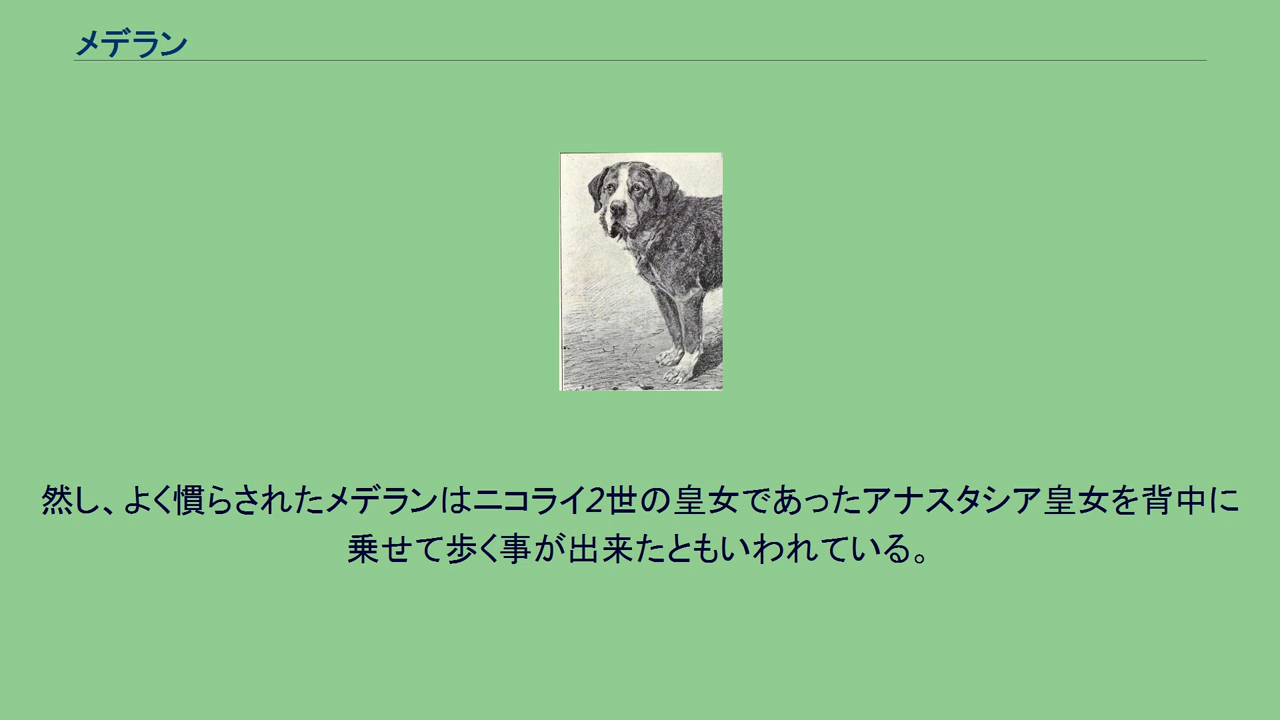 メデラン
然し、よく慣らされたメデランはニコライ2世の皇女であったアナスタシア皇女を背中に
乗せて歩く事が出来たともいわれている。